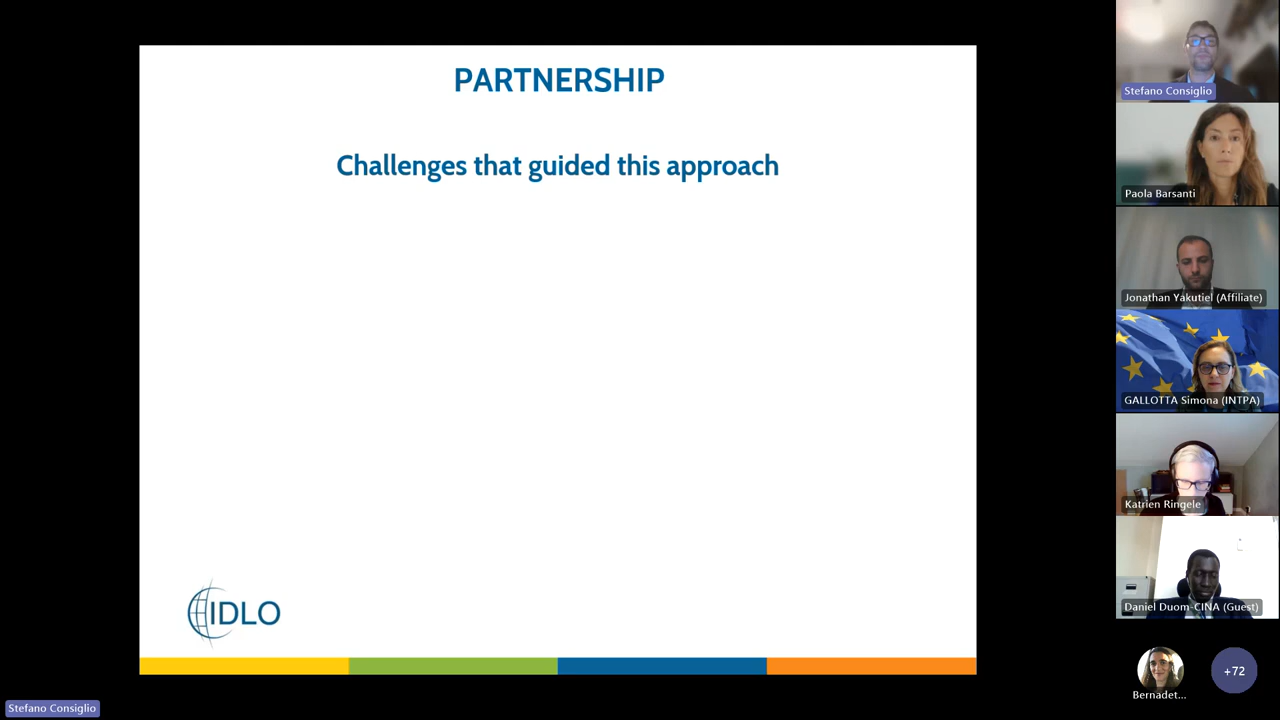 PARTNERSHIP
Challenges that guided this approach
IDLO
Stefano Consiglio
Stefano Consiglio
Paola Barsanti
Jonathan Yakutiel (Affiliate)
GALLOTTA Simona (INTPA)
Katrien Ringele
Daniel Duom-CINA (Guest)
Bernadet...
+72